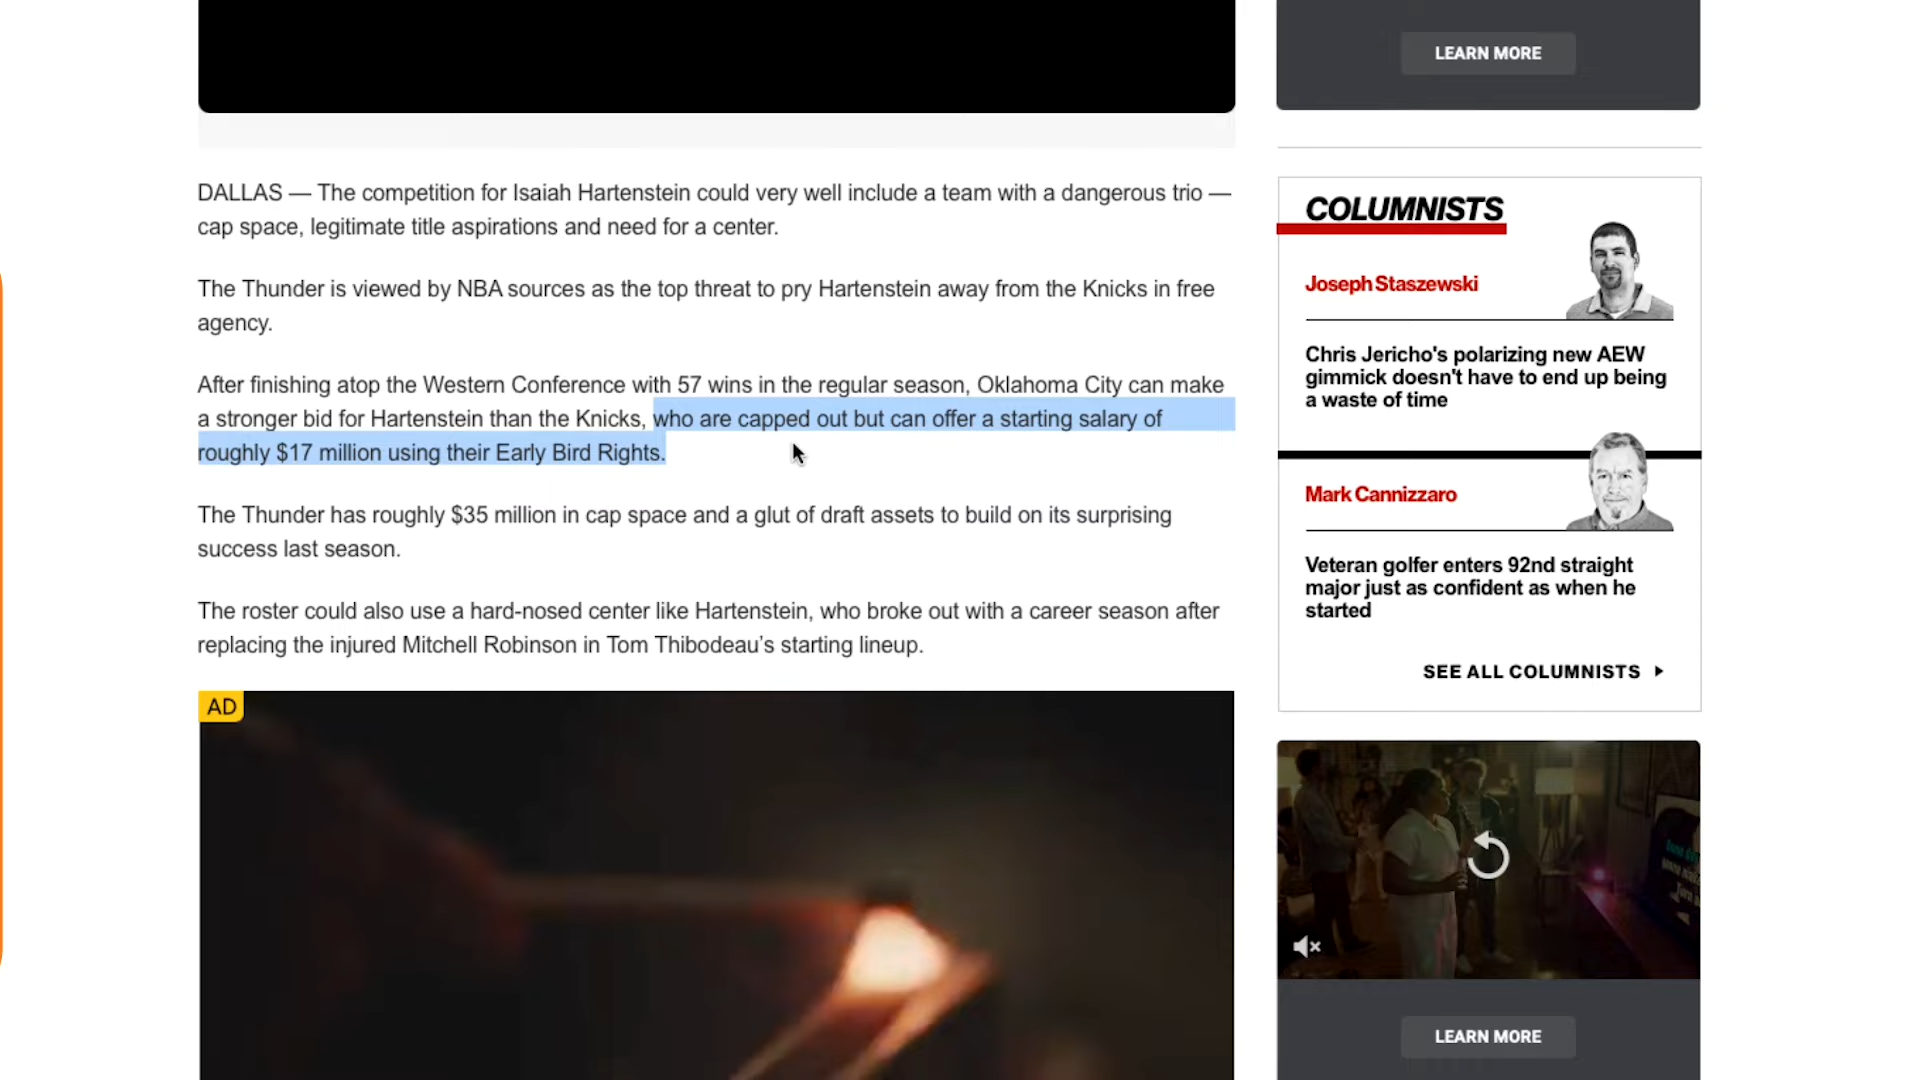 LEARN MORE
DALLAS — The competition for Isaiah Hartenstein could very well include a team with a dangerous trio —
cap space, legitimate title aspirations and need for a center.
The Thunder is viewed by NBA sources as the top threat to pry Hartenstein away from the Knicks in free
agency.
After finishing atop the Western Conference with 57 wins in the regular season, Oklahoma City can make
a stronger bid for Hartenstein than the Knicks, who are capped out but can offer a starting salary of
roughly $17 million using their Early Bird Rights.
The Thunder has roughly $35 million in cap space and a glut of draft assets to build on its surprising
success last season.
The roster could also use a hard-nosed center like Hartenstein, who broke out with a career season after
replacing the injured Mitchell Robinson in Tom Thibodeau’s starting lineup.
AD
COLUMNISTS
Joseph Staszewski
Chris Jericho's polarizing new AEW
gimmick doesn't have to end up being
a waste of time
Mark Cannizzaro
Veteran golfer enters 92nd straight
major just as confident as when he
started
SEE ALL COLUMNISTS
LEARN MORE